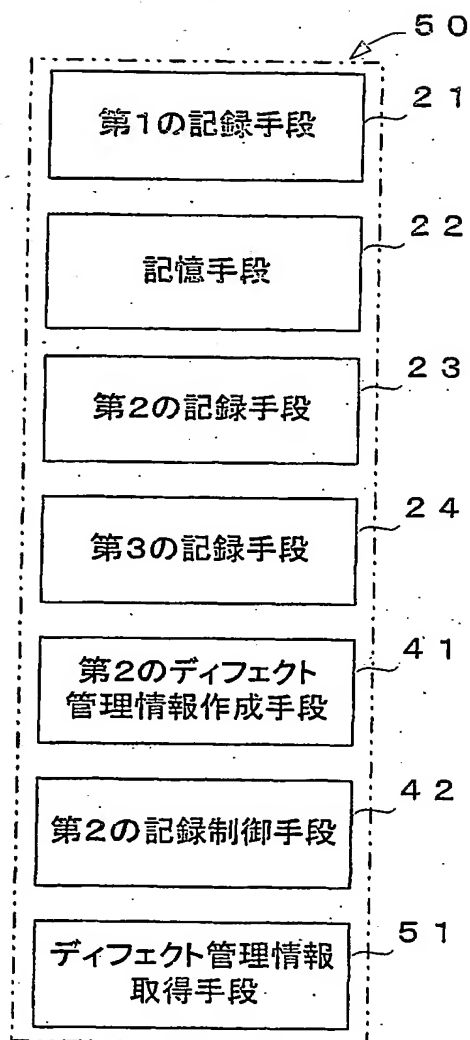 ５０
第１の記録手段
２１
記憶手段
２２
第２の記録手段
２３
第３の記録手段
２４
第２のディフェクト
管理情報作成手段
４１
第２の記録制御手段
４２
ディフェクト管理情報
取得手段
５１